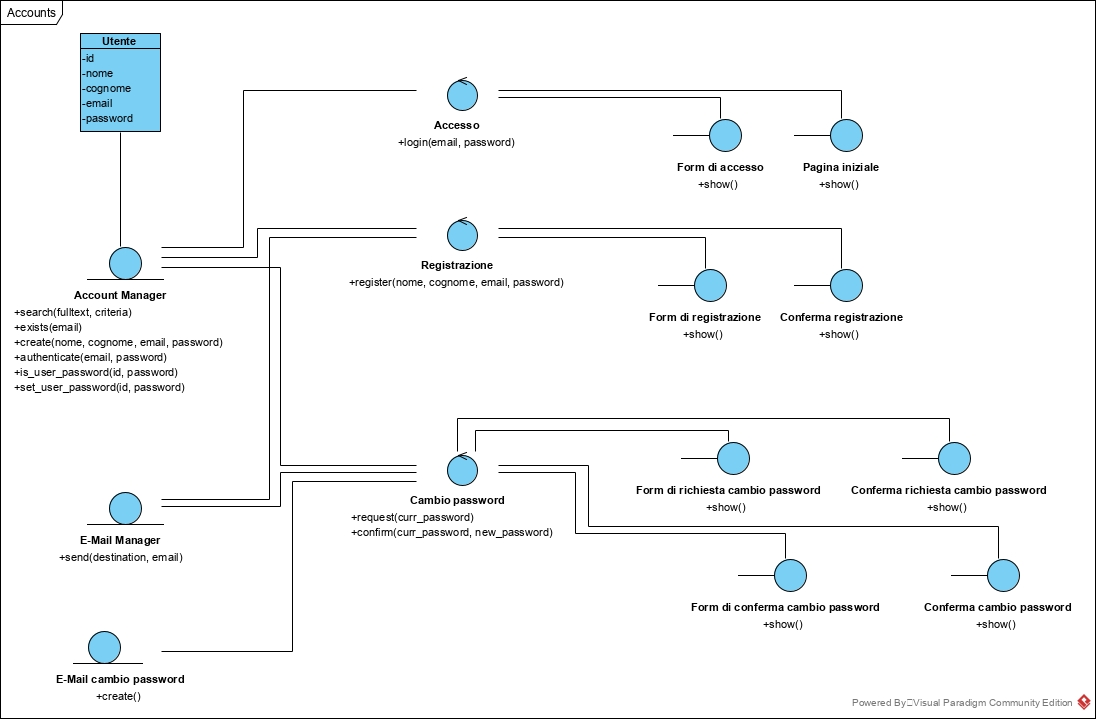 Accounts
Utente
-id
-nome
-cognome
-email
-password
Accesso
+login(email, password)
Form di accesso
+show()
Pagina iniziale
+show()
Registrazione
+register(nome, cognome, email, password)
Form di registrazione
+show()
Conferma registrazione
+show()
Account Manager
+search(fulltext, criteria)
+exists(email)
+create(nome, cognome, email, password)
+authenticate(email, password)
+is_user_password(id, password)
+set_user_password(id, password)
Cambio password
+request(curr_password)
+confirm(curr_password, new_password)
Form di richiesta cambio password
+show()
Conferma richiesta cambio password
+show()
E-Mail Manager
+send(destination, email)
Form di conferma cambio password
+show()
Conferma cambio password
+show()
E-Mail cambio password
+create()
Powered By Visual Paradigm Community Edition